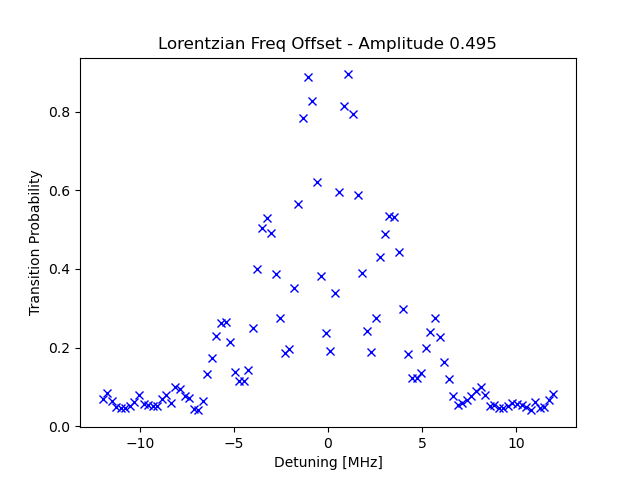 Lorentzian Freq Offset - Amplitude 0.495
Transition Probability
0.8
0.6
0.4
0.2
0.0
−10 −5 0 5 10
Detuning [MHz]